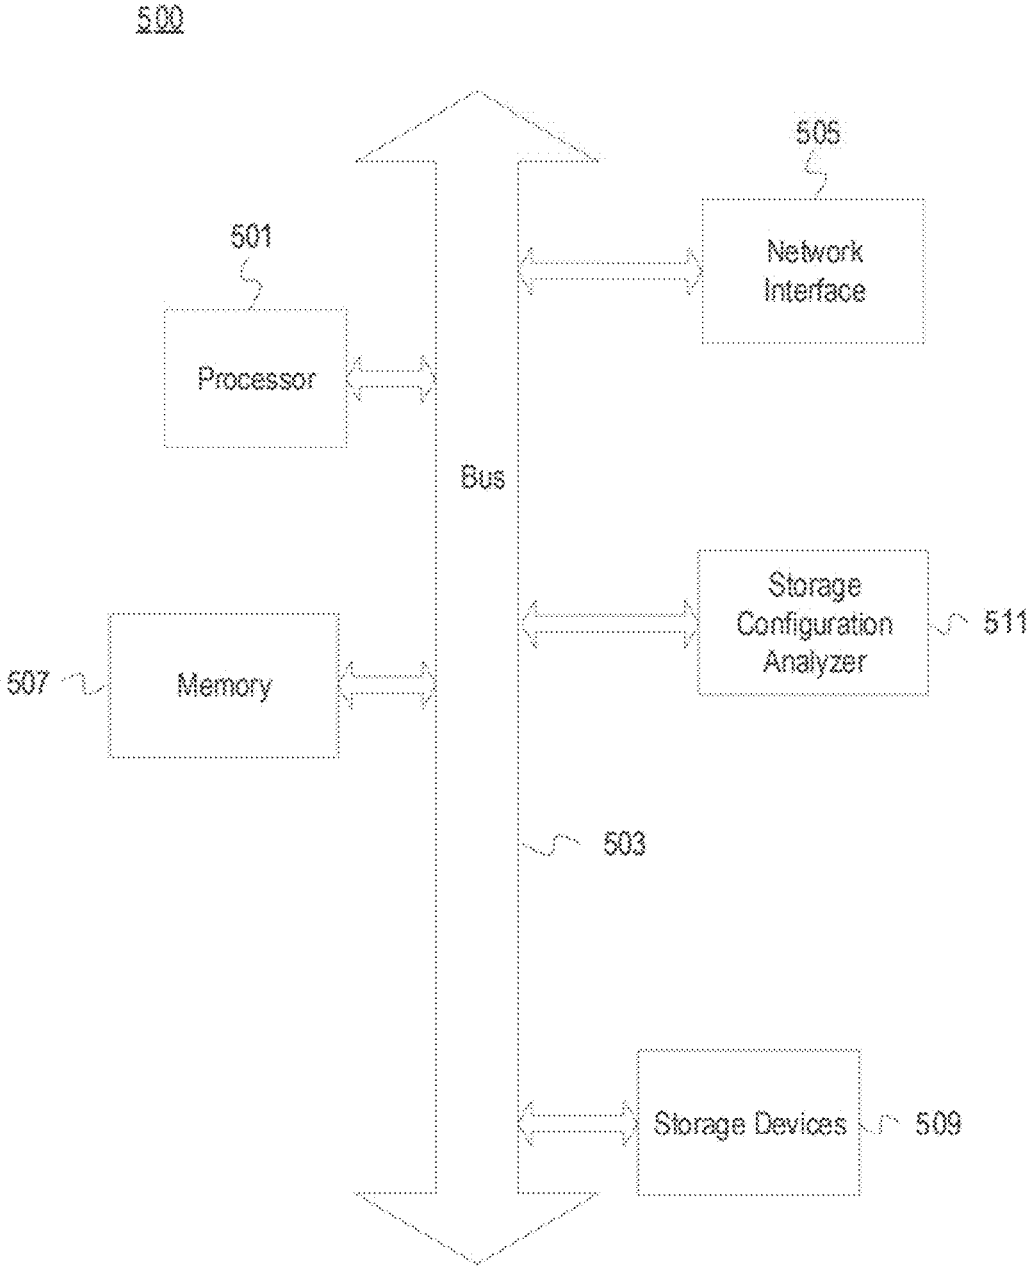 500
505
Network
Interface
501
Processor
Bus
Storage
Configuration
Analyzer
511
507
Memory
503
Storage Devices
509